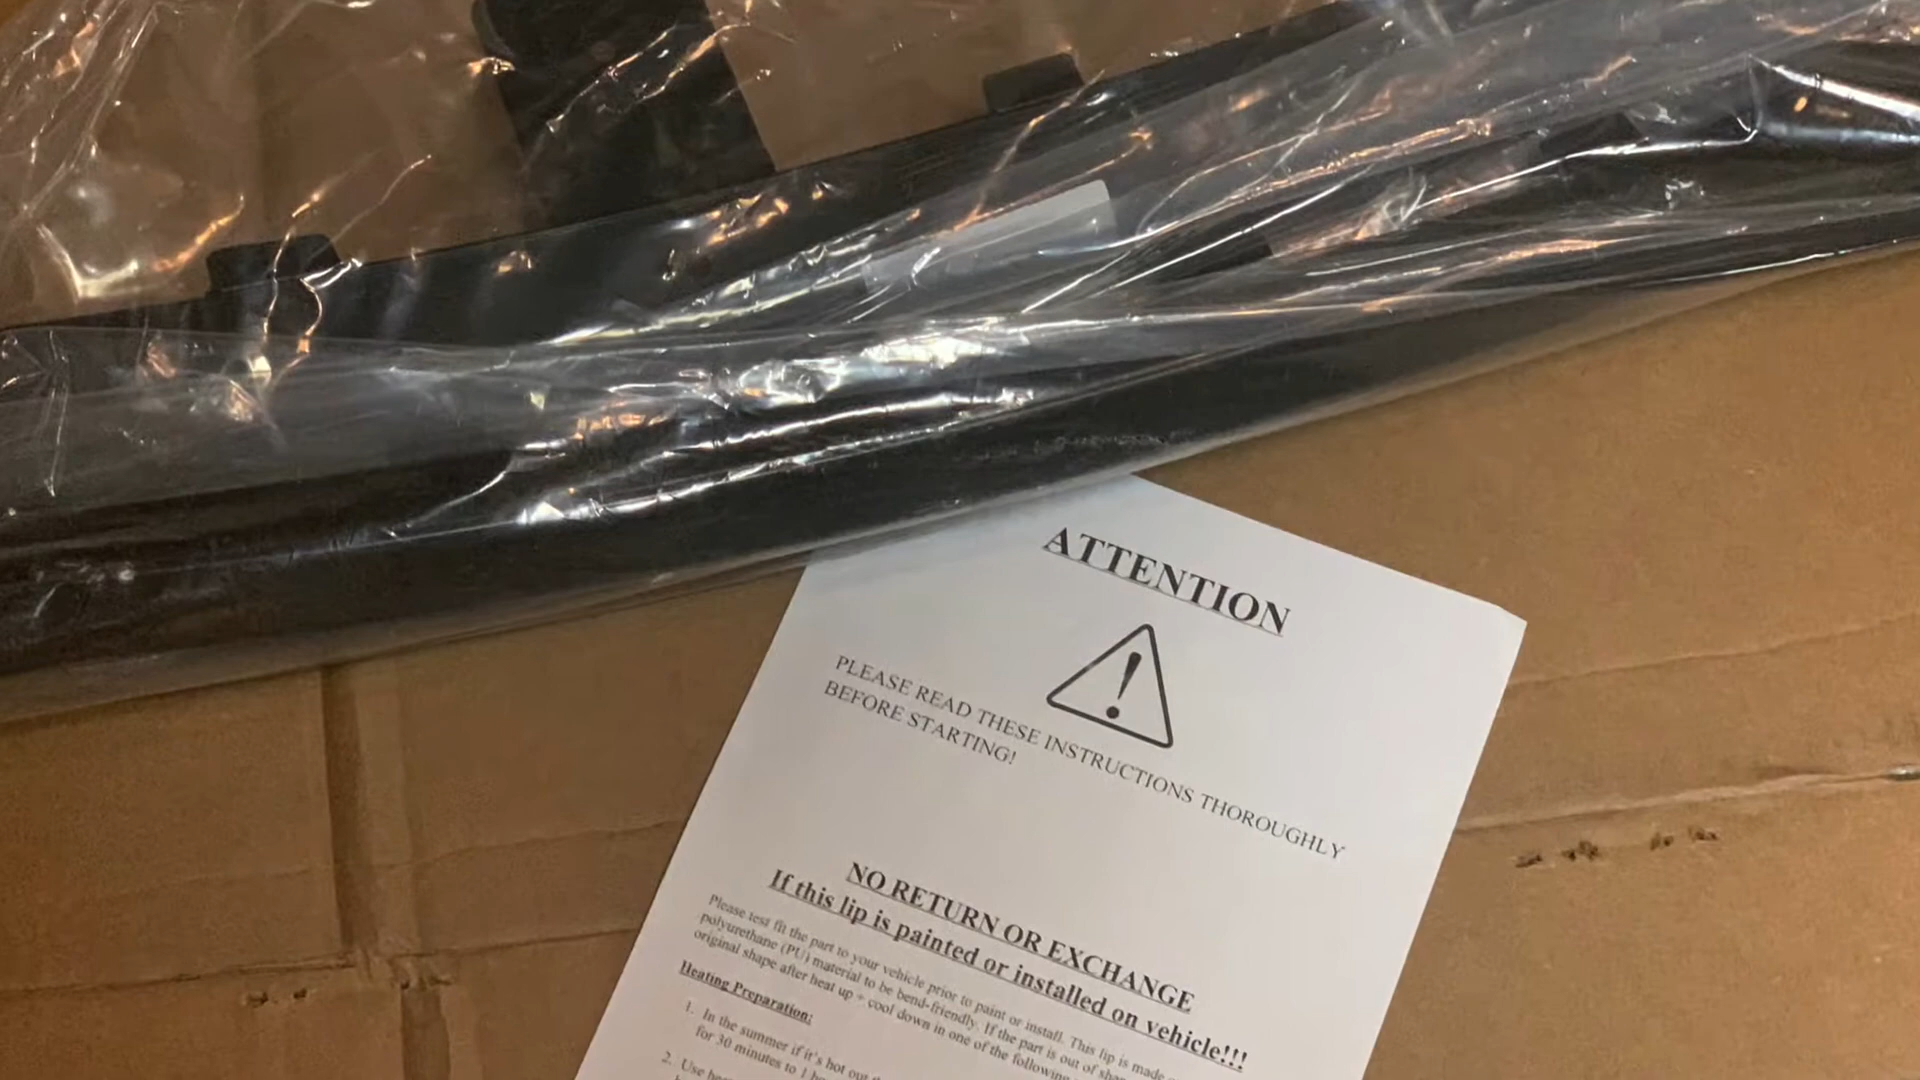 ATTENTION
PLEASE READ THESE INSTRUCTIONS THOROUGHLY
BEFORE STARTING!
NO RETURN OR EXCHANGE
If this lip is painted or installed on vehicle!!!
Please test fit the part to your vehicle prior to paint or install. This lip is made
polyurethane (PU) material to be bend-friendly. If the part is out of
original shape after heat up + cool down in one of the following
Heating Preparation:
1. In the summer if it's hot out
for 30 minutes to 1
2. Use